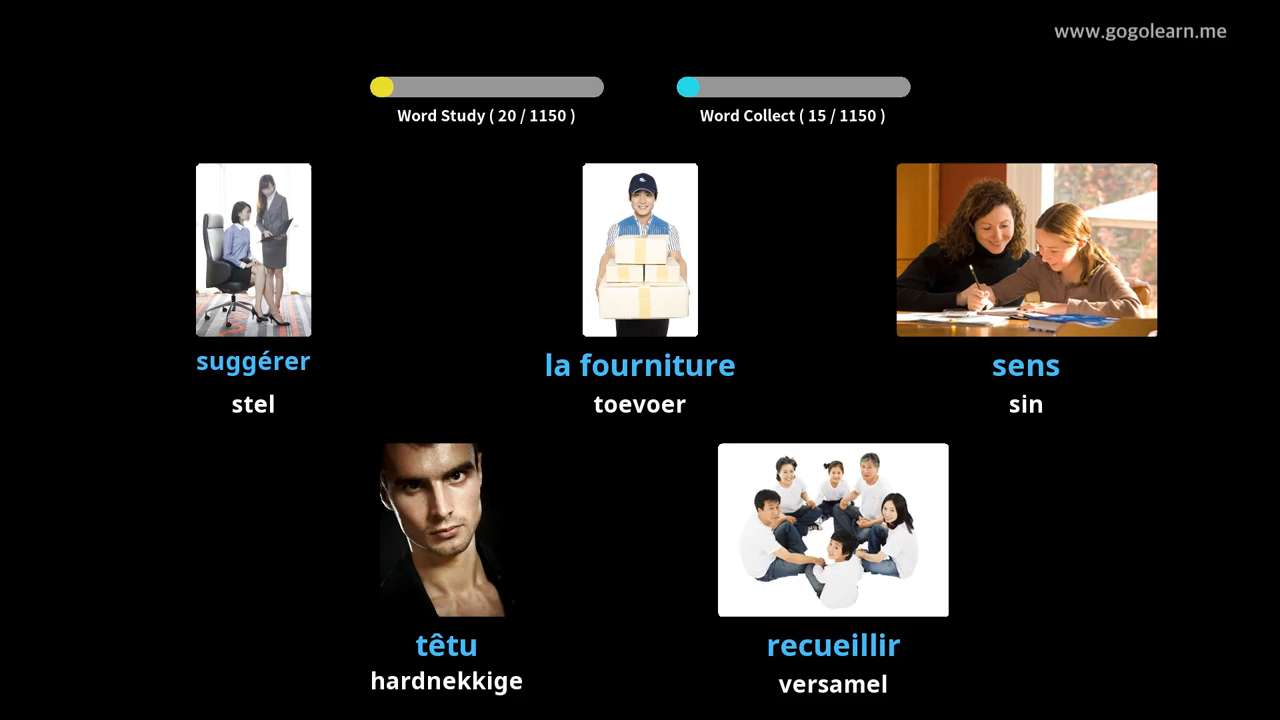 www.gogolearn.me
Word Study ( 20 / 1150 )
Word Collect ( 15 / 1150 )
suggérer
stel
la fourniture
toevoer
sens
sin
têtu
hardnekkige
recueillir
versamel